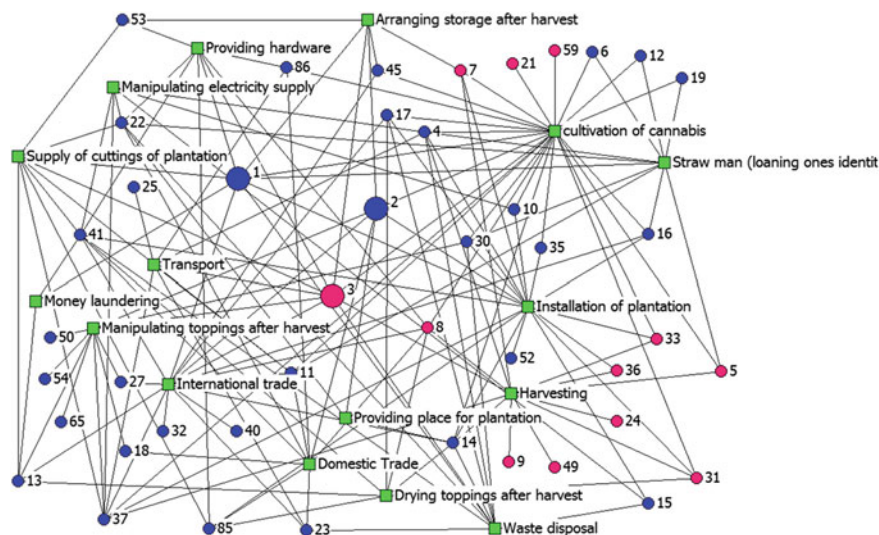 53
Arranging storage after harvest
Providing hardware
86
45
7
21
59
6
12
19
Manipulating electricity supply
22
17
4
cultivation of cannabis
Supply of cuttings of plantation
1
Straw man (loaning ones identit
25
2
10
41
30
35
16
Transport
3
Money laundering
Installation of plantation
Manipulating toppings after harvest
8
33
50
52
36
5
54
27
International trade
11
Harvesting
65
32
40
Providing place for plantation
24
18
14
Domestic Trade
9
49
31
13
Drying toppings after harvest
37
85
23
Waste disposal
15